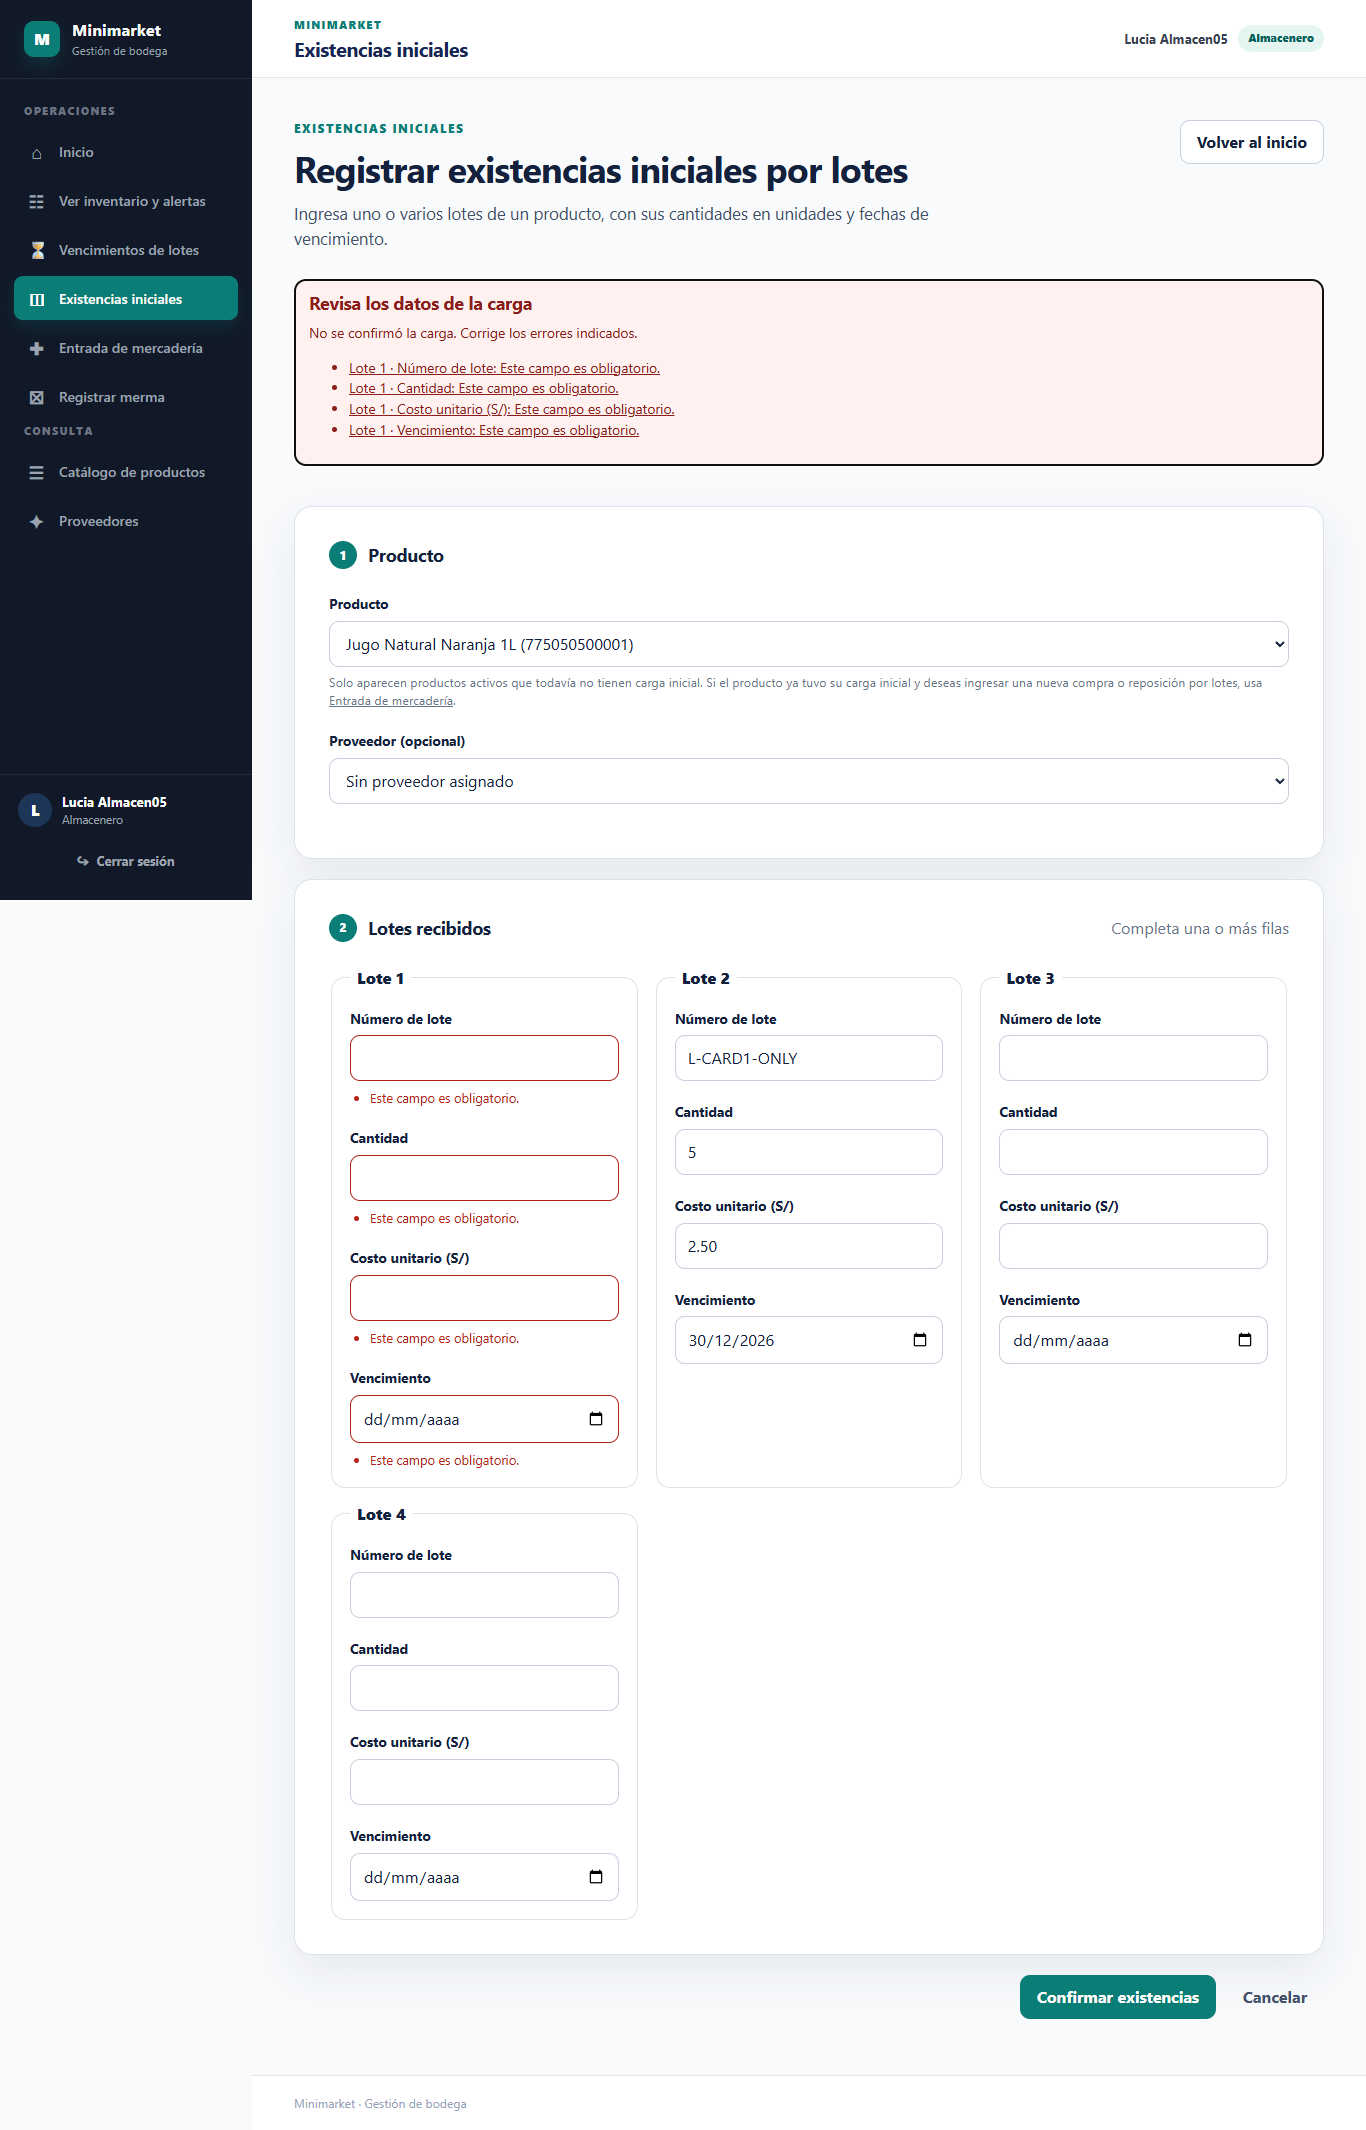 M
Minimarket
Gestión de bodega
OPERACIONES
Inicio
Ver inventario y alertas
Vencimientos de lotes
Existencias iniciales
Entrada de mercadería
Registrar merma
CONSULTA
Catálogo de productos
Proveedores
L
Lucia Almacen05
Almacenero
Cerrar sesión
MINIMARKET
Existencias iniciales
Lucia Almacen05
Almacenero
EXISTENCIAS INICIALES
Registrar existencias iniciales por lotes
Ingresa uno o varios lotes de un producto, con sus cantidades en unidades y fechas de
vencimiento.
Volver al inicio
Revisa los datos de la carga
No se confirmó la carga. Corrige los errores indicados.
• Lote 1 · Número de lote: Este campo es obligatorio.
• Lote 1 · Cantidad: Este campo es obligatorio.
• Lote 1 · Costo unitario (S/): Este campo es obligatorio.
• Lote 1 · Vencimiento: Este campo es obligatorio.
1 Producto
Producto
Jugo Natural Naranja 1L (775050500001)
Solo aparecen productos activos que todavía no tienen carga inicial. Si el producto ya tuvo su carga inicial y deseas ingresar una nueva compra o reposición por lotes, usa
Entrada de mercadería.
Proveedor (opcional)
Sin proveedor asignado
2 Lotes recibidos
Completa una o más filas
Lote 1
Número de lote
• Este campo es obligatorio.
Cantidad
• Este campo es obligatorio.
Costo unitario (S/)
• Este campo es obligatorio.
Vencimiento
dd/mm/aaaa
• Este campo es obligatorio.
Lote 2
Número de lote
L-CARD1-ONLY
Cantidad
5
Costo unitario (S/)
2.50
Vencimiento
30/12/2026
Lote 3
Número de lote
Cantidad
Costo unitario (S/)
Vencimiento
dd/mm/aaaa
Lote 4
Número de lote
Cantidad
Costo unitario (S/)
Vencimiento
dd/mm/aaaa
Confirmar existencias
Cancelar
Minimarket · Gestión de bodega